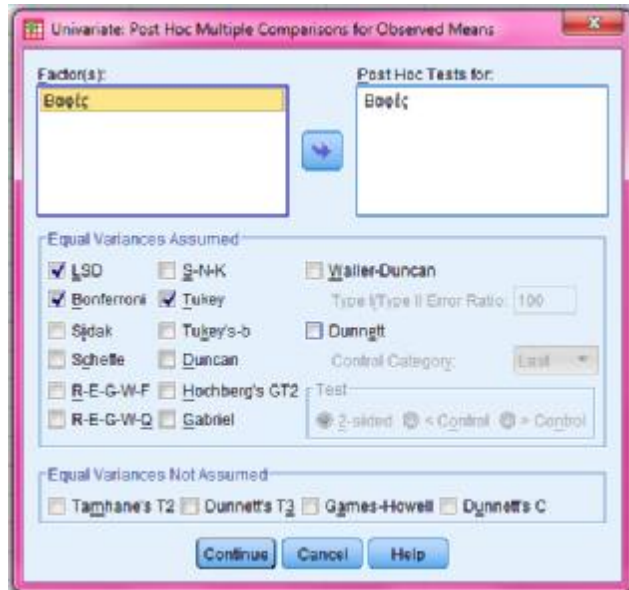 Univariate: Post Hoc Multiple Comparisons for Observed Means
Factor(s):
Βαφές
Post Hoc Tests for:
Βαφές
Equal Variances Assumed
LSD
S-N-K
Waller-Duncan
Bonferroni
Tukey
Type I/Type II Error Ratio: 100
Sidak
Tukey's-b
Dunnett
Scheffe
Duncan
Control Category: Last
R-E-G-W-F
Hochberg's GT2
Test
R-E-G-W-Q
Gabriel
2-sided < Control > Control
Equal Variances Not Assumed
Tamhane's T2 Dunnett's T3 Games-Howell Dunnett's C
Continue Cancel Help